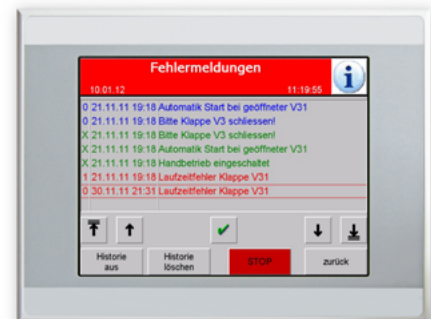 Fehlermeldungen
10.01.12 11:19:55
i
0 21.11.11 19:18 Automatik Start bei geöffneter V31
0 21.11.11 19:18 Bitte Klappe V3 schliessen!
X 21.11.11 19:18 Bitte Klappe V3 schliessen!
X 21.11.11 19:18 Automatik Start bei geöffneter V31
X 21.11.11 19:18 Handbetrieb eingeschaltet
1 21.11.11 19:18 Laufzeitfehler Klappe V31
0 30.11.11 21:31 Laufzeitfehler Klappe V31
Historie aus
Historie löschen
STOP
zurück